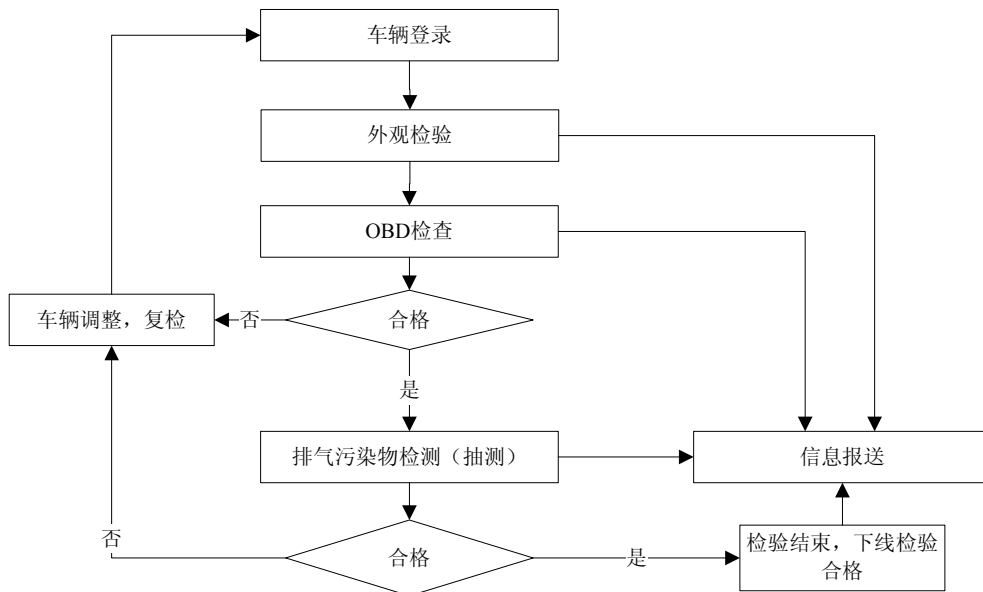 车辆登录
外观检验
OBD检查
车辆调整，复检
否
合格
是
排气污染物检测（抽测）
信息报送
否
合格
是
检验结束，下线检验
合格